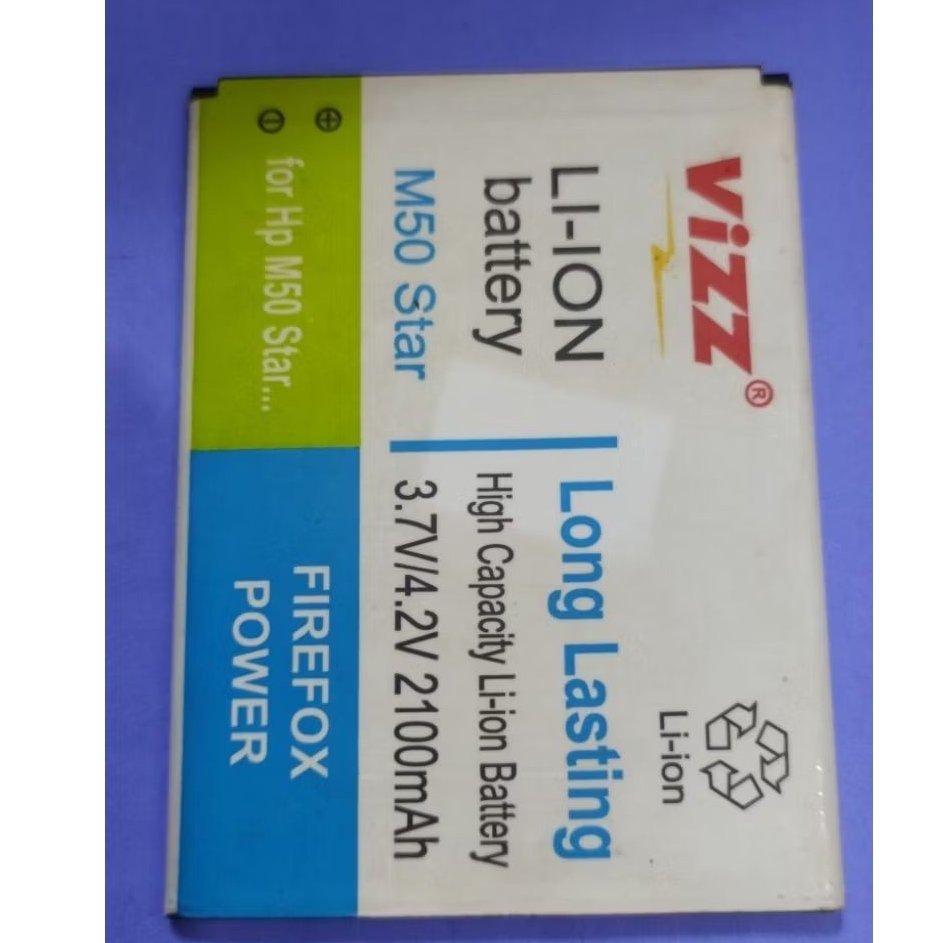 Vizz®
LI-ION
battery
M50 Star
Long Lasting
High Capacity Li-ion Battery
3.7V/4.2V 2100mAh
Li-ion
⊕
⊖
for Hp M50 Star...
FIREFOX
POWER